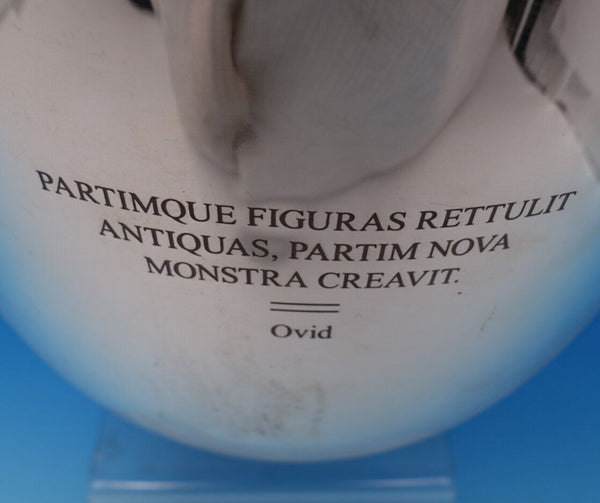 PARTIMQUE FIGURAS RETTULIT
ANTIQUAS, PARTIM NOVA
MONSTRA CREAVIT.
Ovid